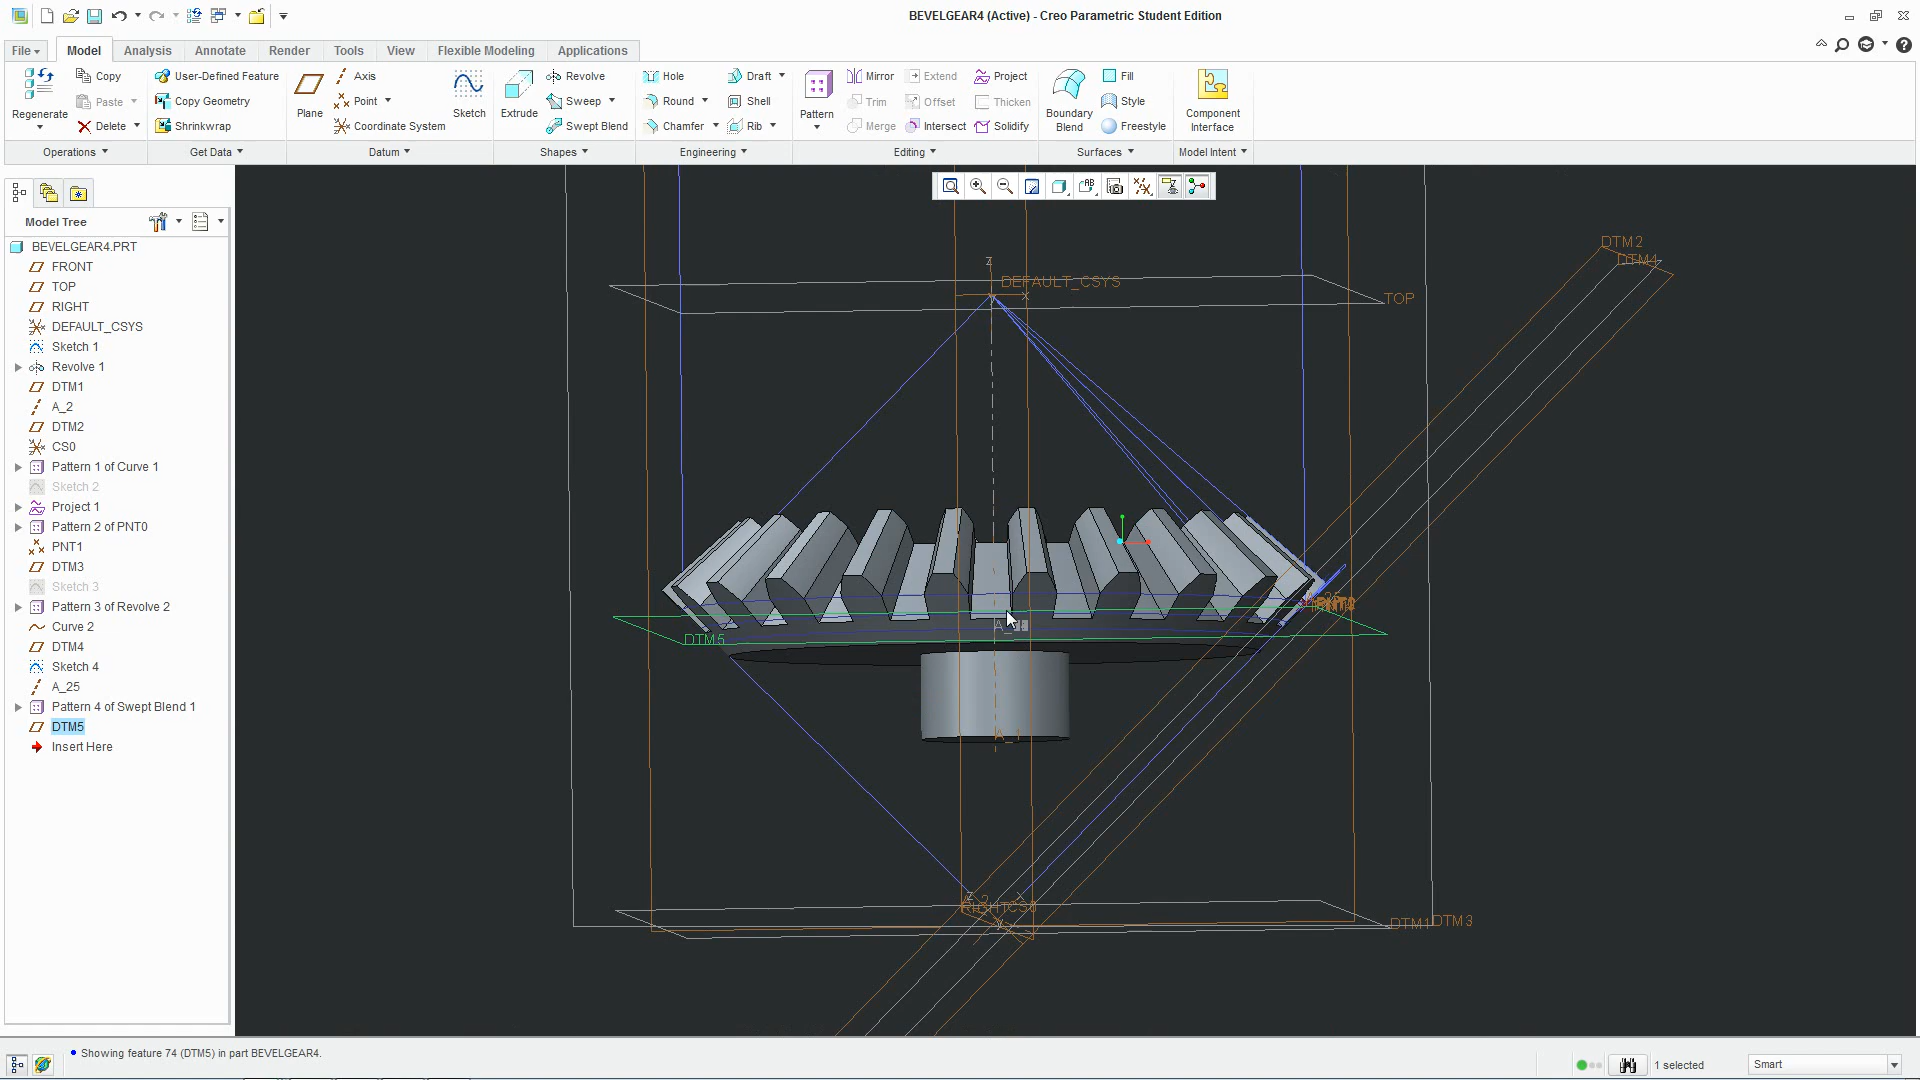 BEVELGEAR4 (Active) - Creo Parametric Student Edition
File
Model
Analysis
Annotate
Render
Tools
View
Flexible Modeling
Applications
Regenerate
Copy
Paste
Delete
User-Defined Feature
Copy Geometry
Shrinkwrap
Plane
Axis
Point
Coordinate System
Sketch
Extrude
Revolve
Sweep
Swept Blend
Hole
Round
Chamfer
Draft
Shell
Rib
Pattern
Mirror
Trim
Merge
Extend
Offset
Intersect
Project
Thicken
Solidify
Boundary
Blend
Fill
Style
Freestyle
Component
Interface
Operations
Get Data
Datum
Shapes
Engineering
Editing
Surfaces
Model Intent
Model Tree
BEVELGEAR4.PRT
FRONT
TOP
RIGHT
DEFAULT_CSYS
Sketch 1
Revolve 1
DTM1
A_2
DTM2
CS0
Pattern 1 of Curve 1
Sketch 2
Project 1
Pattern 2 of PNT0
PNT1
DTM3
Sketch 3
Pattern 3 of Revolve 2
Curve 2
DTM4
Sketch 4
A_25
Pattern 4 of Swept Blend 1
DTM5
Insert Here
DTM2
DTM4
Z
DEFAULT_CSYS
X
TOP
DTM5
DTM1
DTM3
Showing feature 74 (DTM5) in part BEVELGEAR4.
1 selected
Smart